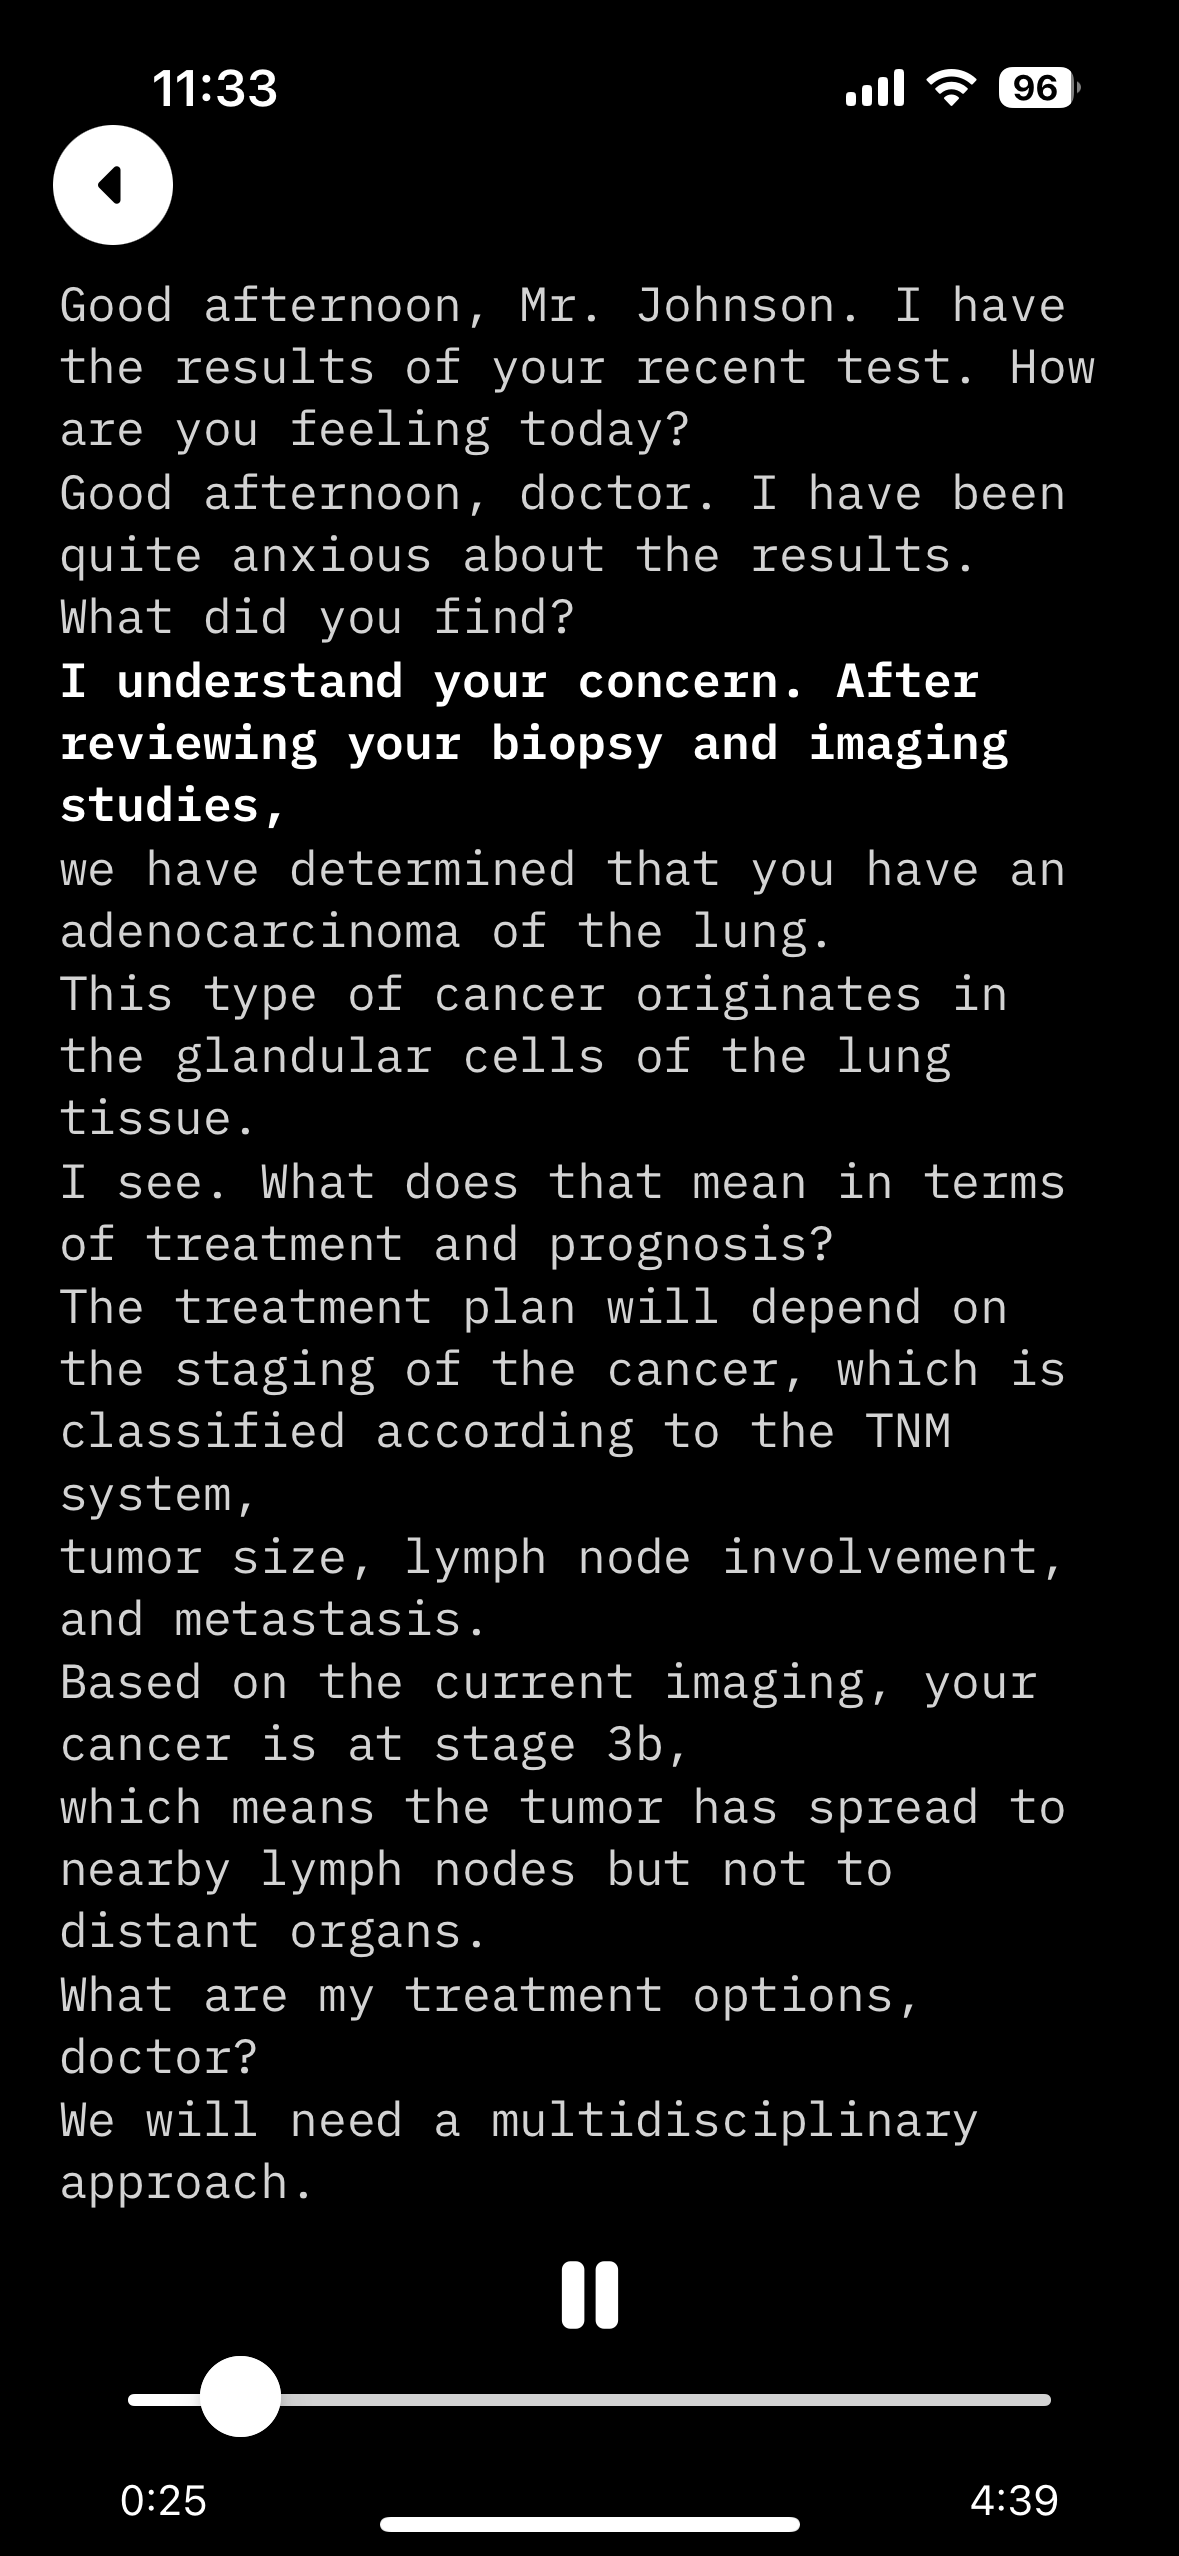 11:33
96
Good afternoon, Mr. Johnson. I have
the results of your recent test. How
are you feeling today?
Good afternoon, doctor. I have been
quite anxious about the results.
What did you find?
I understand your concern. After
reviewing your biopsy and imaging
studies,
we have determined that you have an
adenocarcinoma of the lung.
This type of cancer originates in
the glandular cells of the lung
tissue.
I see. What does that mean in terms
of treatment and prognosis?
The treatment plan will depend on
the staging of the cancer, which is
classified according to the TNM
system,
tumor size, lymph node involvement,
and metastasis.
Based on the current imaging, your
cancer is at stage 3b,
which means the tumor has spread to
nearby lymph nodes but not to
distant organs.
What are my treatment options,
doctor?
We will need a multidisciplinary
approach.
0:25
4:39